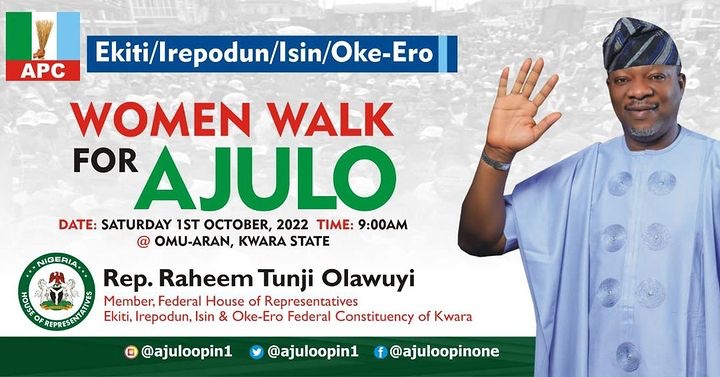 APC
Ekiti/Irepodun/Isin/Oke-Ero
WOMEN WALK
FOR AJULO
DATE: SATURDAY 1ST OCTOBER, 2022 TIME: 9:00AM
@ OMU-ARAN, KWARA STATE
NIGERIA
HOUSE OF REPRESENTATIVES
Rep. Raheem Tunji Olawuyi
Member, Federal House of Representatives
Ekiti, Irepodun, Isin & Oke-Ero Federal Constituency of Kwara
@ajuloopin1 @ajuloopin1 @ajuloopinone